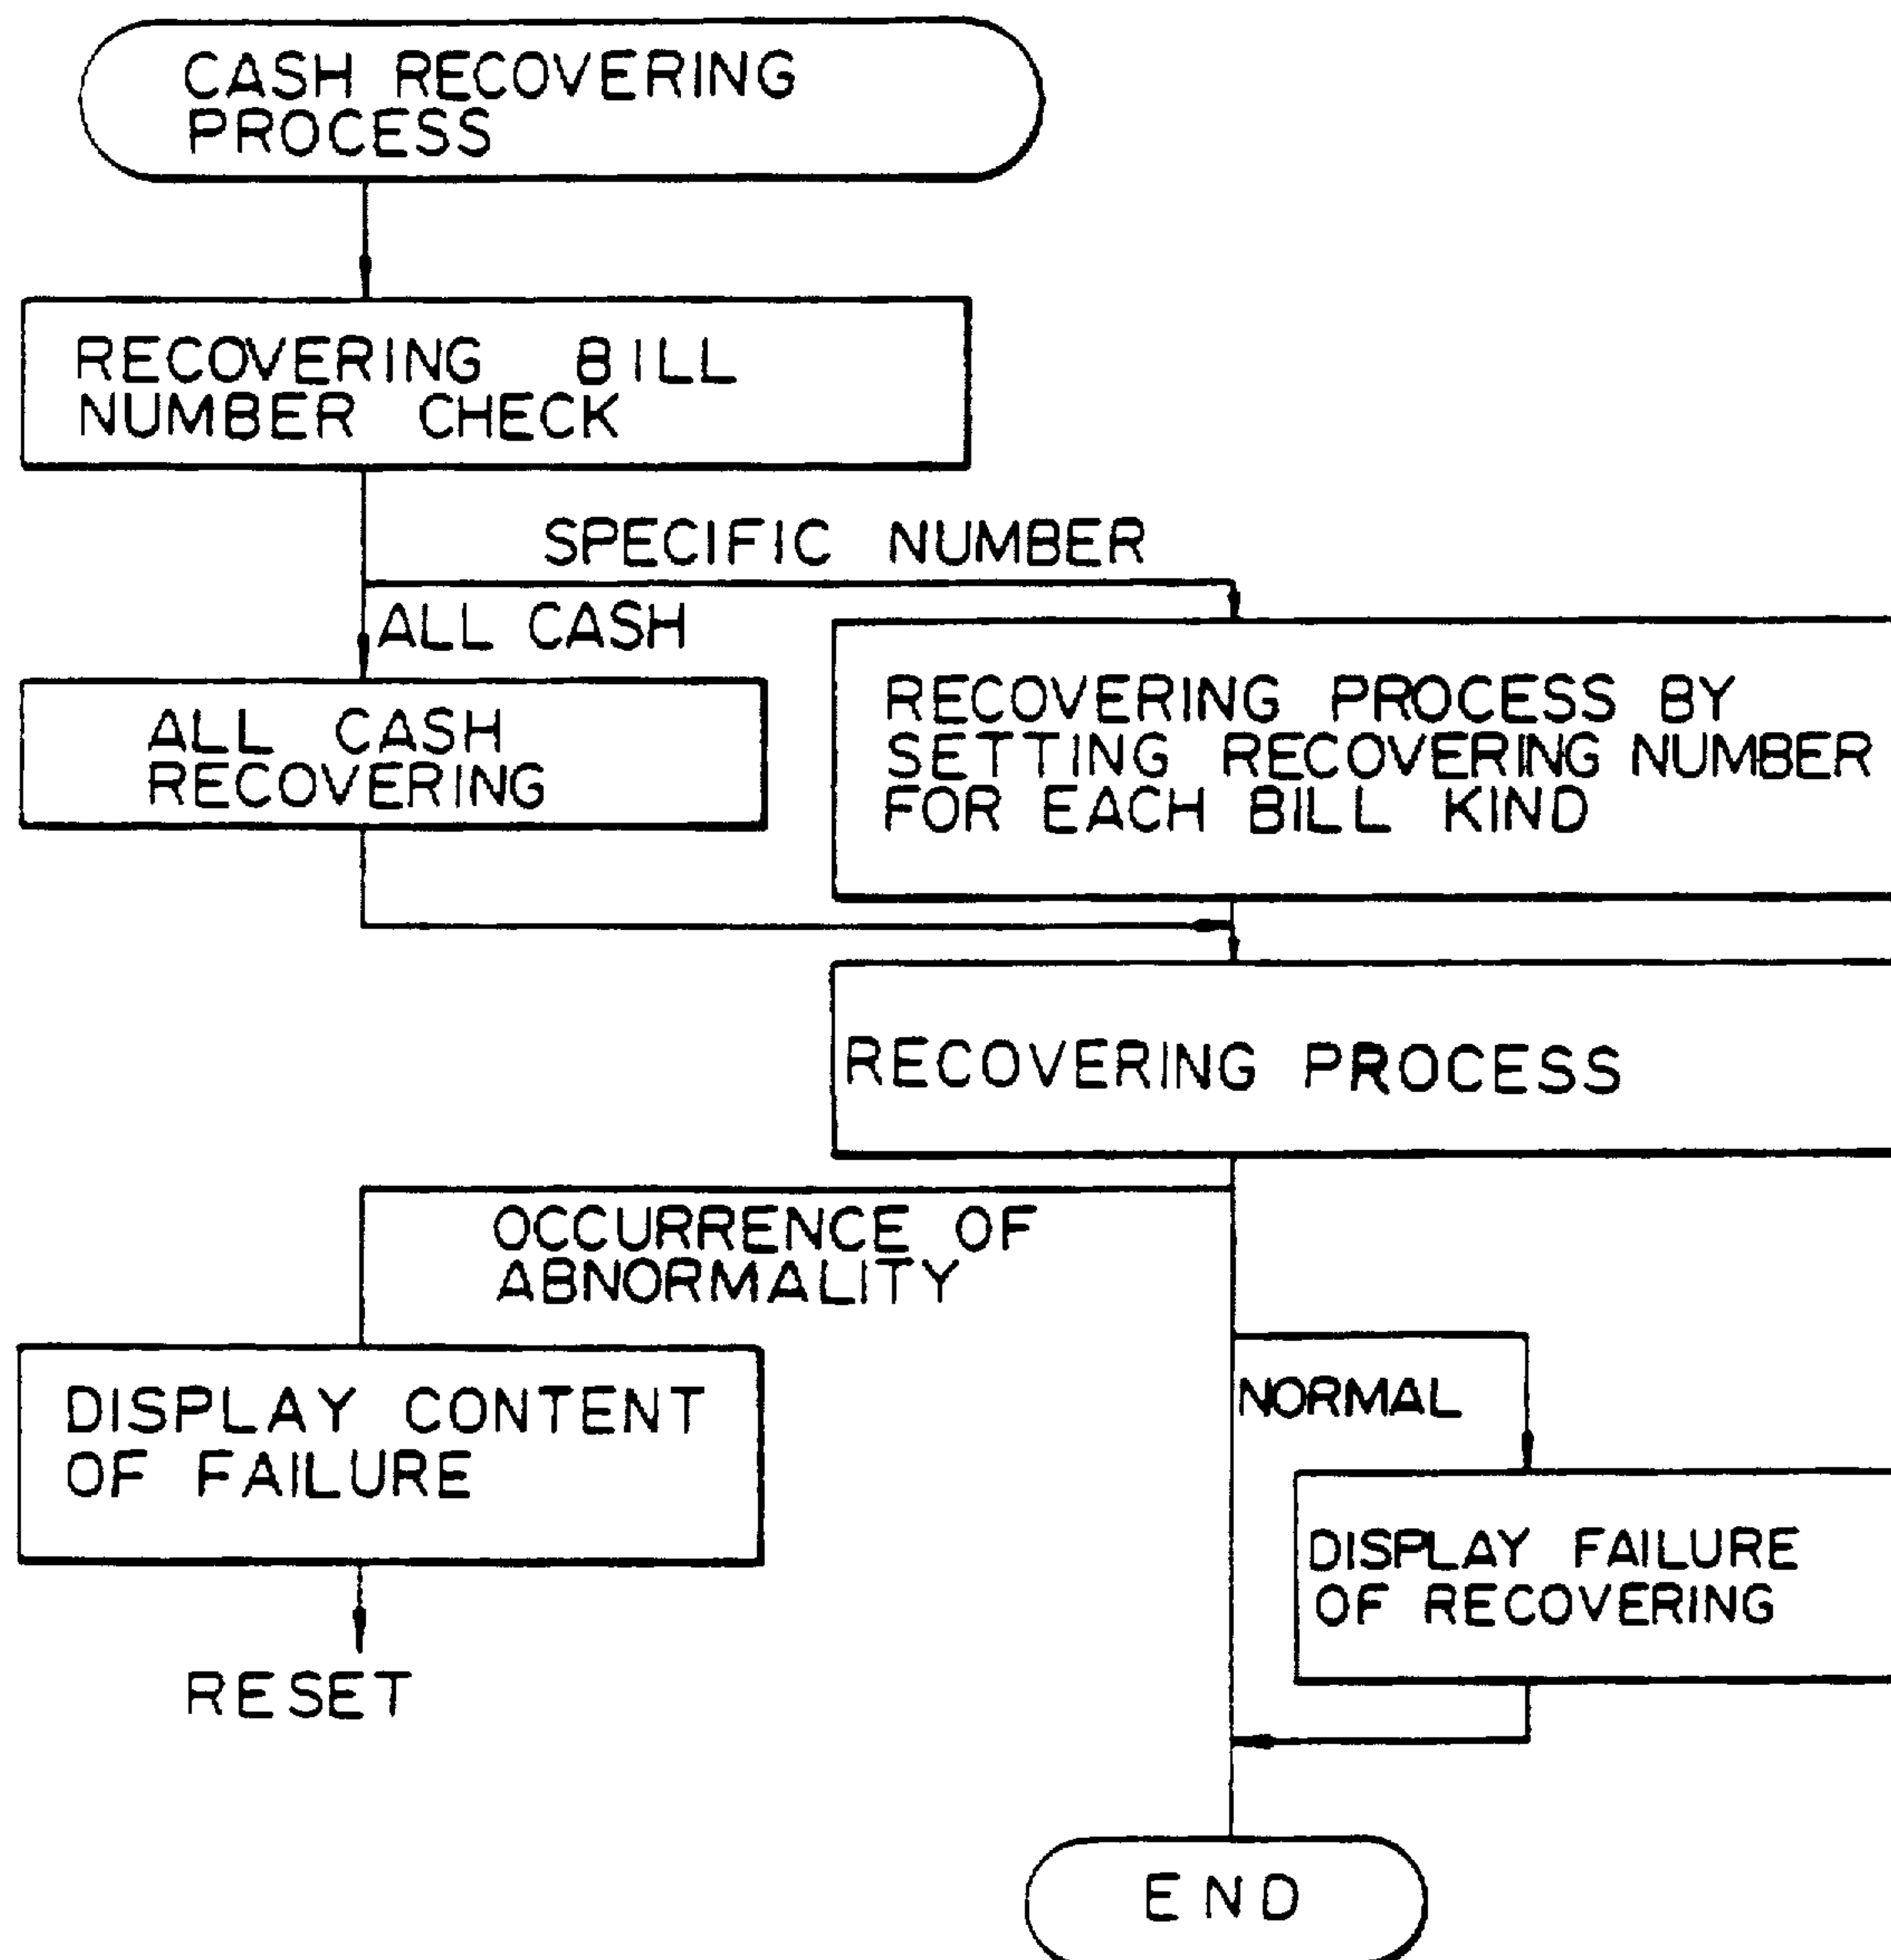 CASH RECOVERING
PROCESS
RECOVERING BILL
NUMBER CHECK
SPECIFIC NUMBER
ALL CASH
ALL CASH
RECOVERING
RECOVERING PROCESS BY
SETTING RECOVERING NUMBER
FOR EACH BILL KIND
RECOVERING PROCESS
OCCURRENCE OF
ABNORMALITY
NORMAL
DISPLAY CONTENT
OF FAILURE
DISPLAY FAILURE
OF RECOVERING
RESET
END